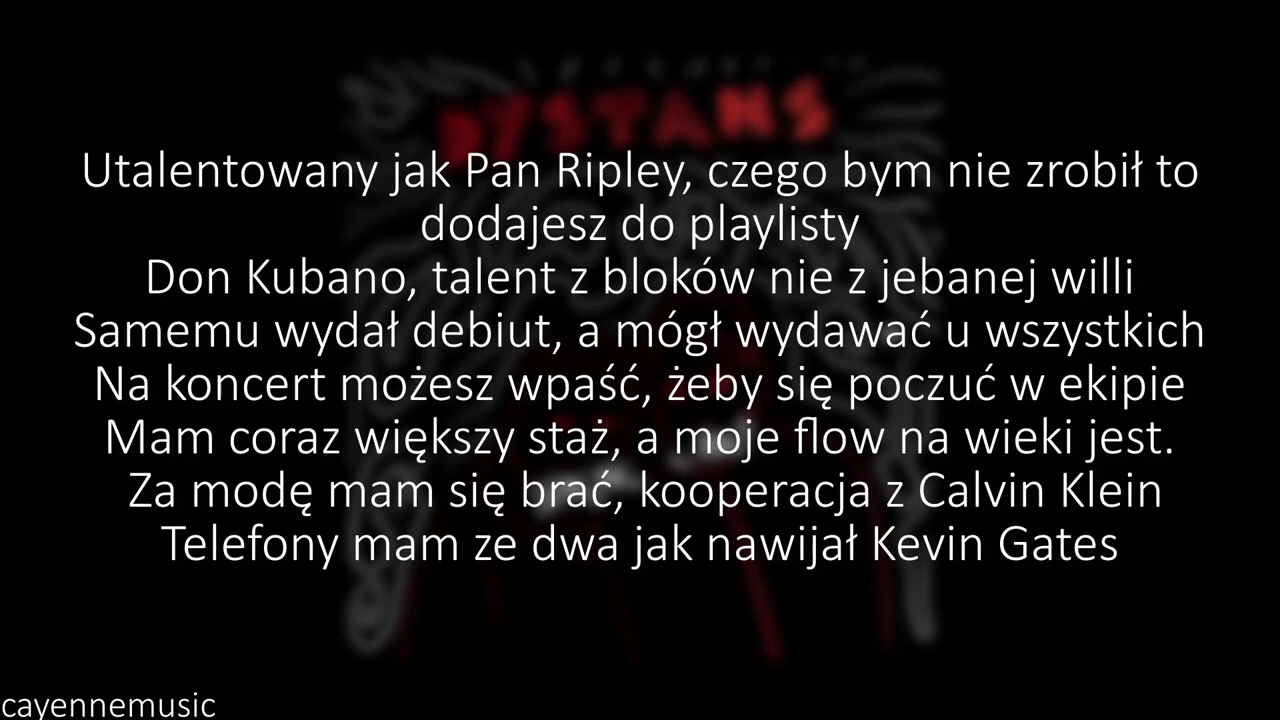 DYSTANS
Utalentowany jak Pan Ripley, czego bym nie zrobił to
dodajesz do playlisty
Don Kubano, talent z bloków nie z jebanej willi
Samemu wydał debiut, a mógł wydawać u wszystkich
Na koncert możesz wpaść, żeby się poczuć w ekipie
Mam coraz większy staż, a moje flow na wieki jest.
Za modę mam się brać, kooperacja z Calvin Klein
Telefony mam ze dwa jak nawijał Kevin Gates
cayennemusic